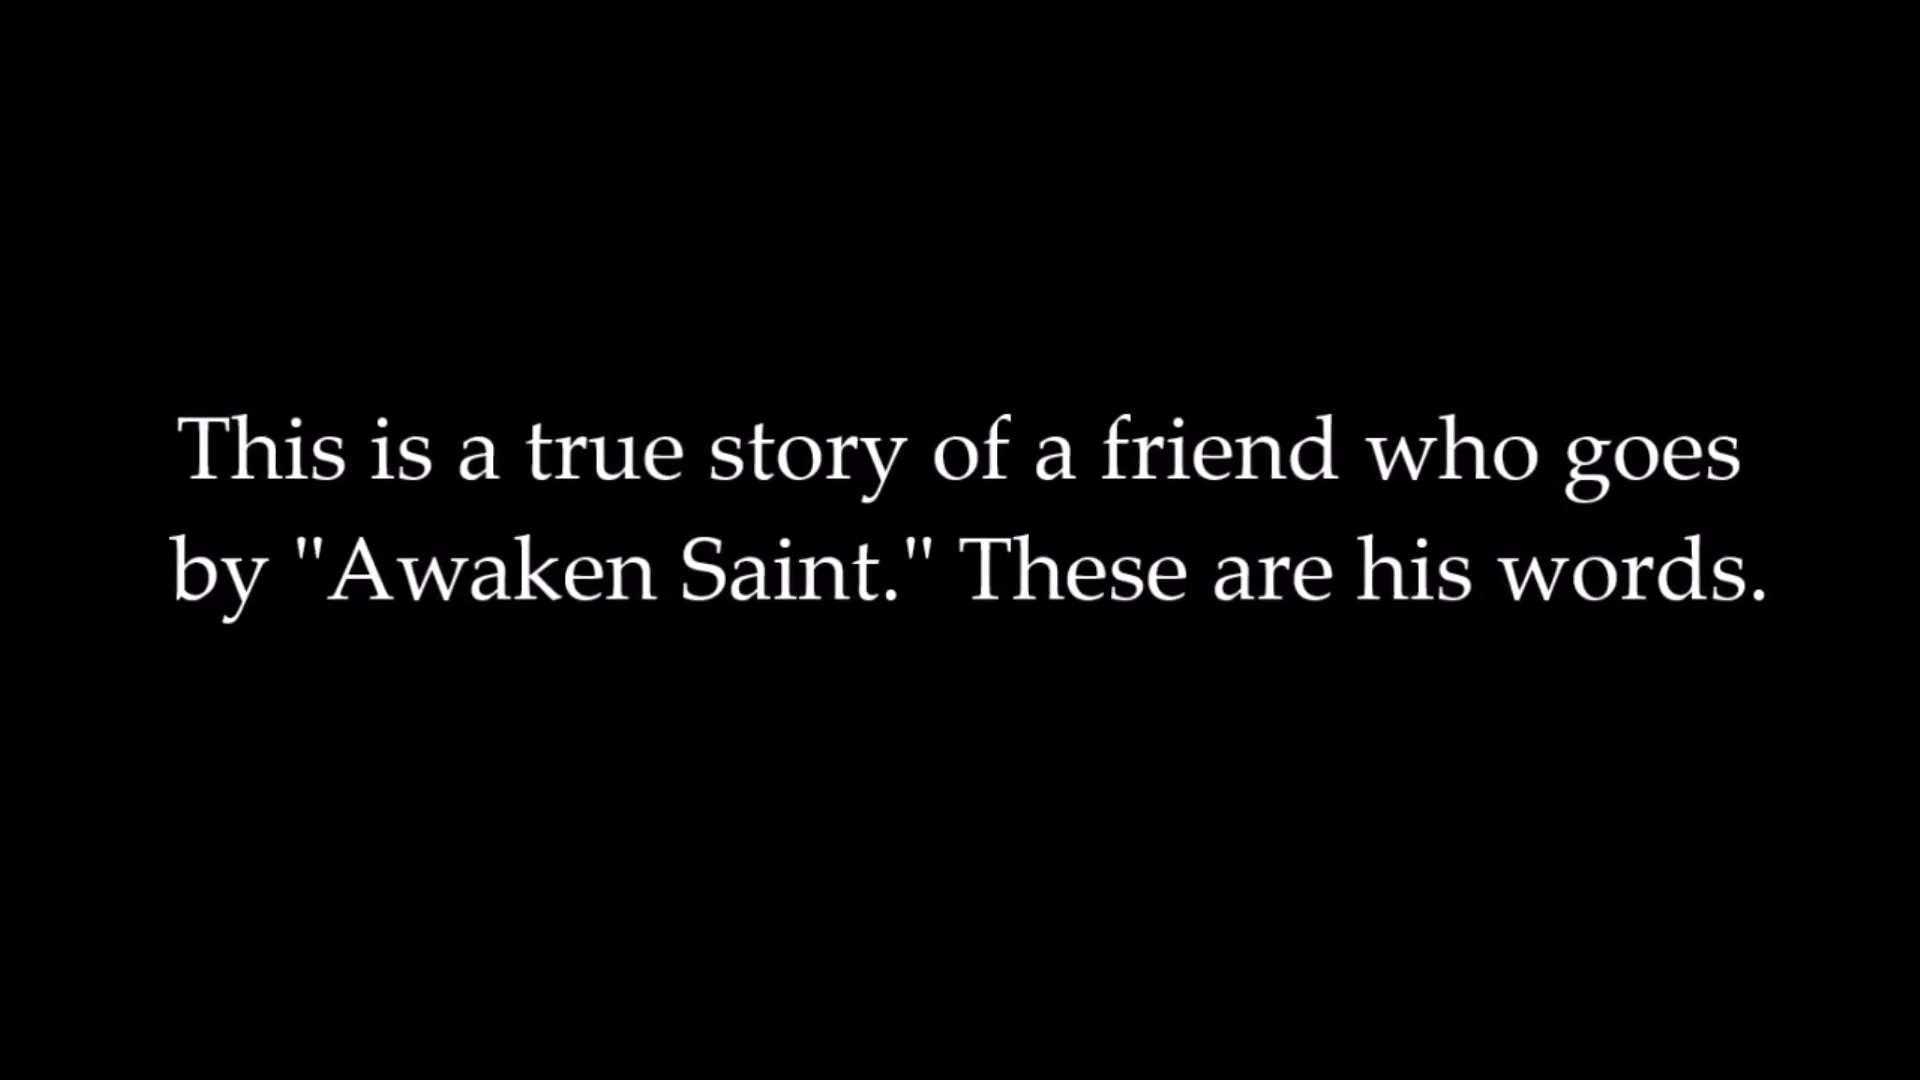 This is a true story of a friend who goes
by "Awaken Saint." These are his words.